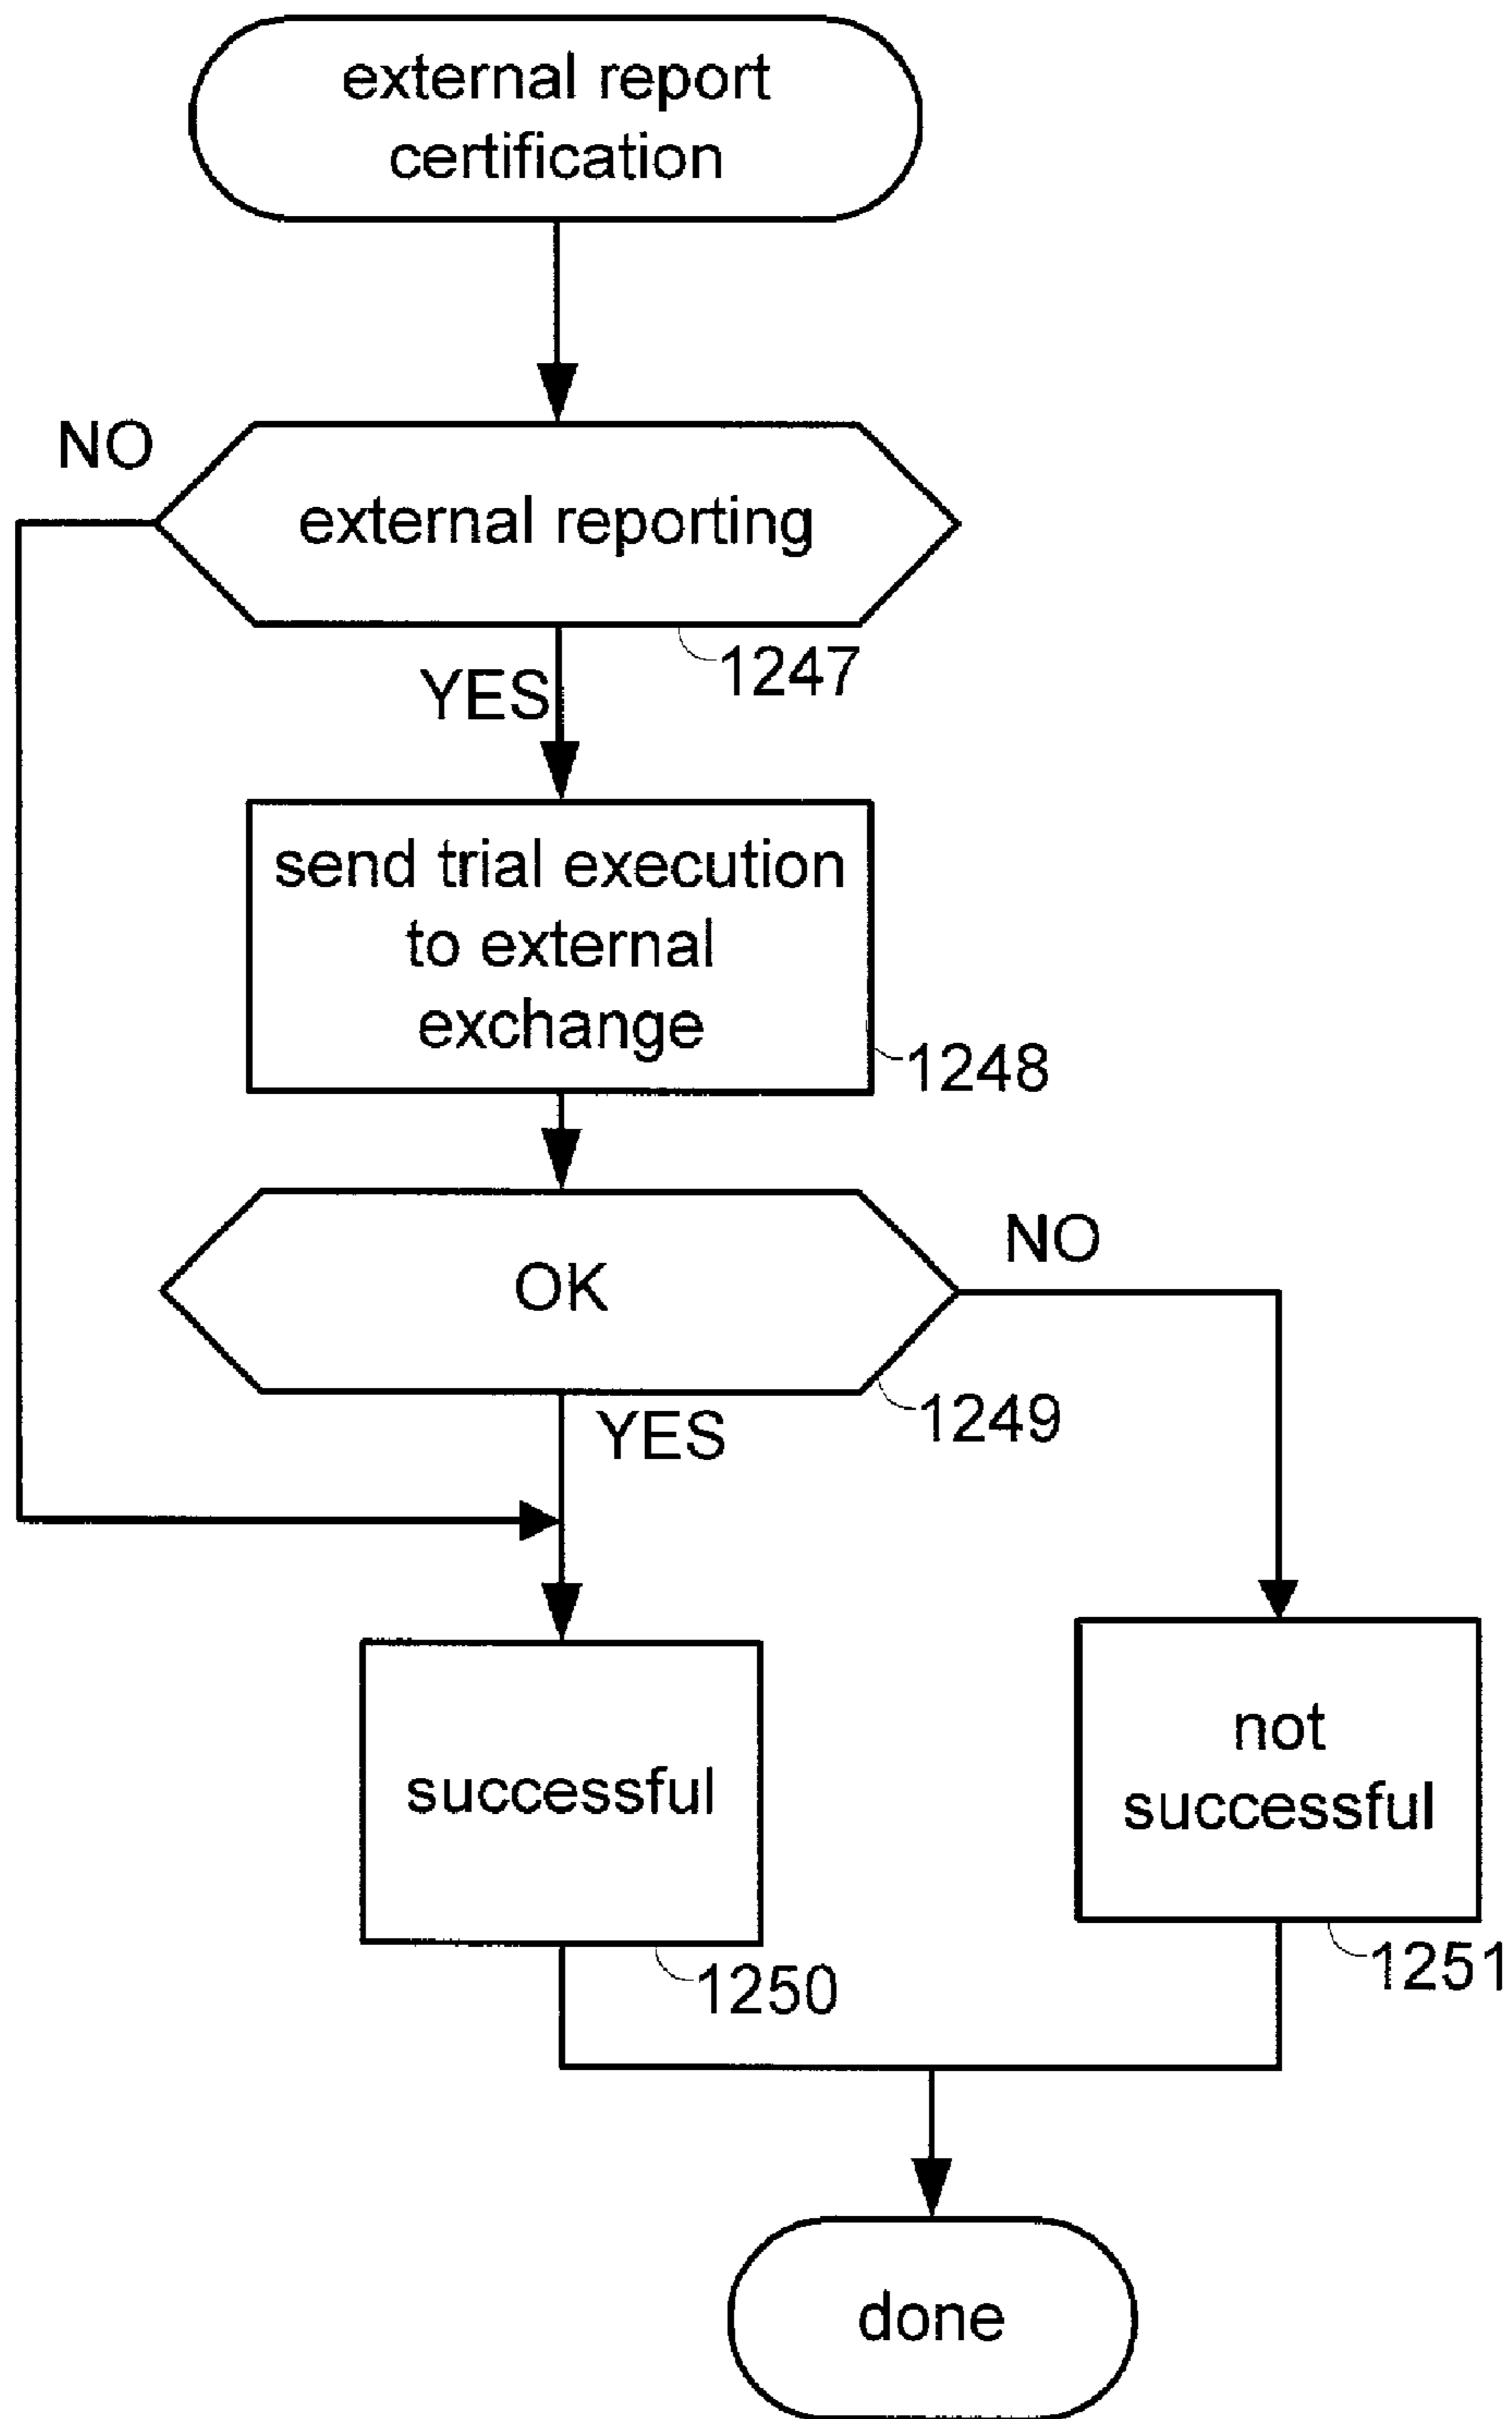 external report
certification
NO
external reporting
1247
YES
send trial execution
to external
exchange
1248
OK
NO
1249
YES
successful
1250
not
successful
1251
done